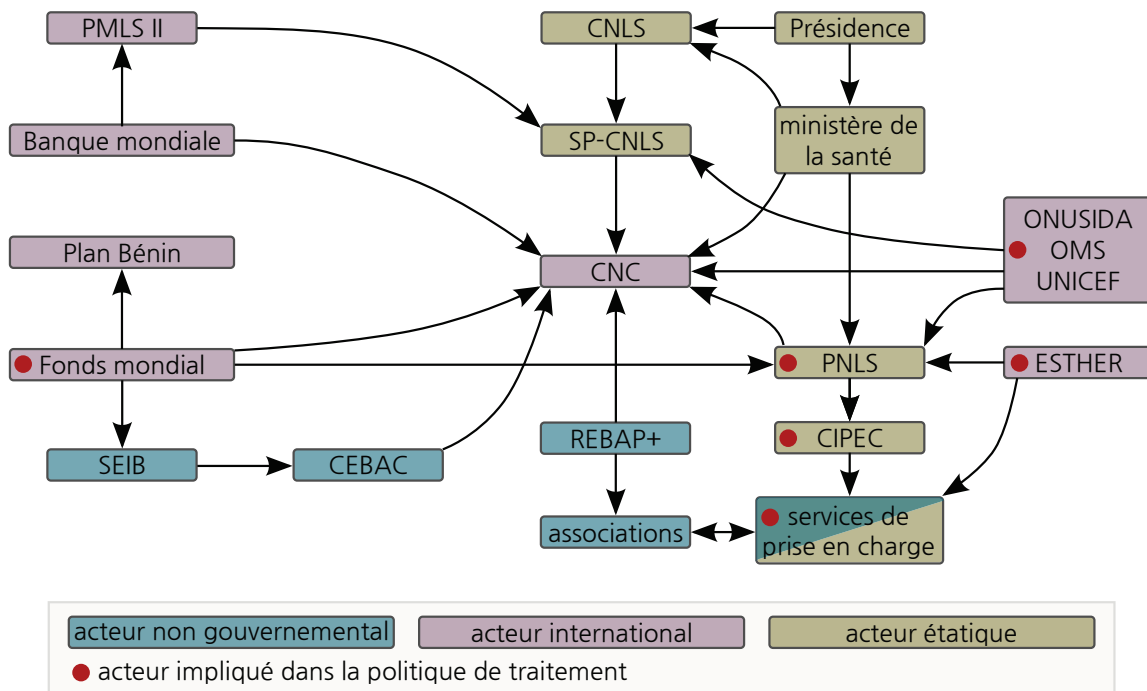 PMLS II
CNLS
Présidence
Banque mondiale
SP-CNLS
ministère de
la santé
ONUSIDA
OMS
UNICEF
Plan Bénin
CNC
Fonds mondial
PNLS
ESTHER
SEIB
CEBAC
REBAP+
CIPEC
associations
services de
prise en charge
acteur non gouvernemental
acteur international
acteur étatique
acteur impliqué dans la politique de traitement